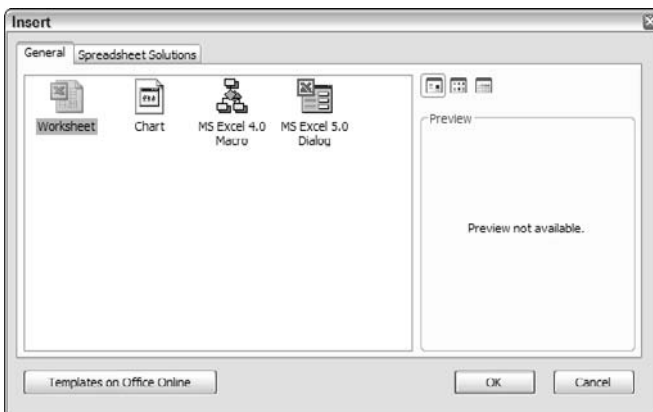 Insert
General
Spreadsheet Solutions
Worksheet
Chart
MS Excel 4.0
Macro
MS Excel 5.0
Dialog
Preview
Preview not available.
Templates on Office Online
OK
Cancel